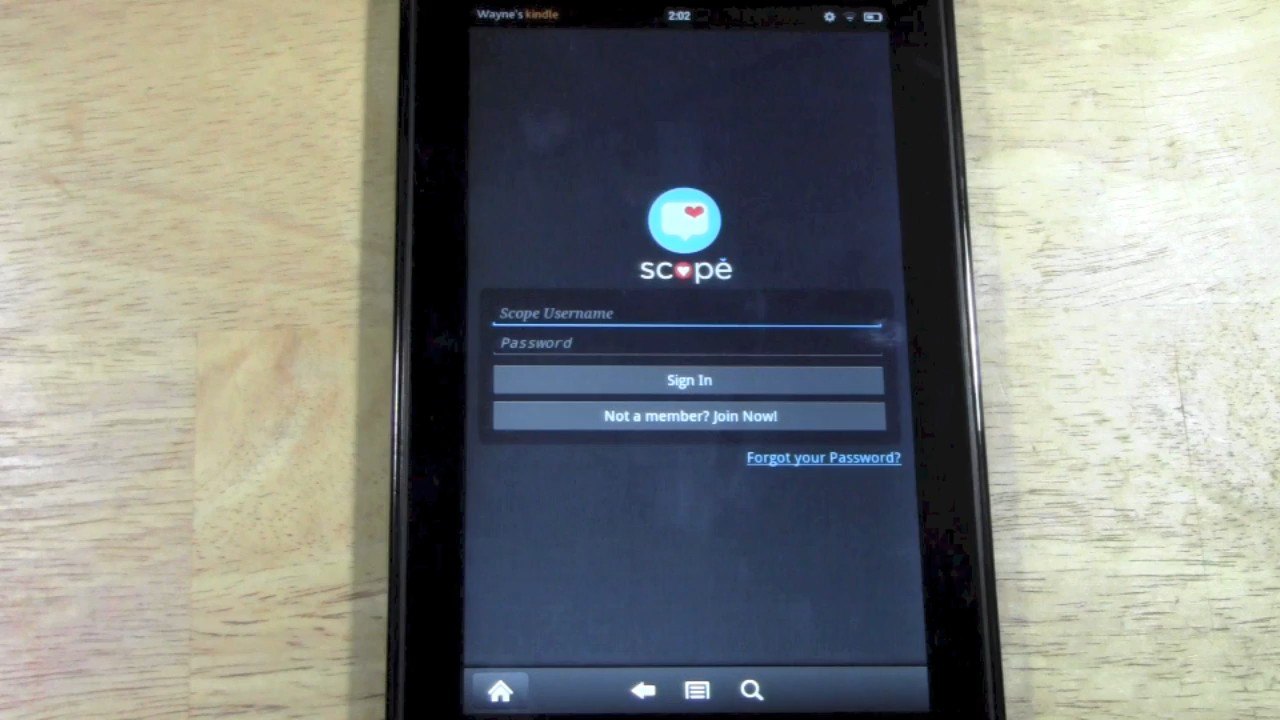 Wayne's kindle 2:02
scope
Scope Username
Password
Sign In
Not a member? Join Now!
Forgot your Password?